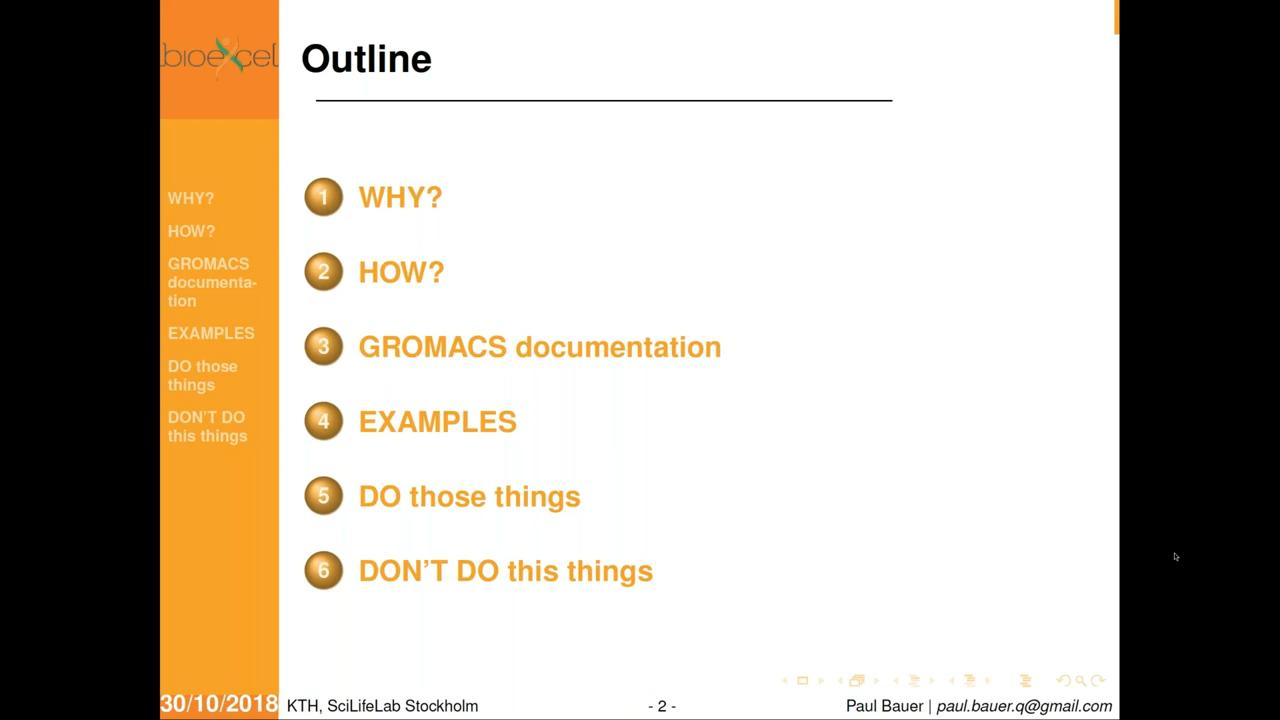 bioexcel
Outline
WHY?
HOW?
GROMACS
documenta-
tion
EXAMPLES
DO those
things
DON'T DO
this things
1 WHY?
2 HOW?
3 GROMACS documentation
4 EXAMPLES
5 DO those things
6 DON'T DO this things
30/10/2018 KTH, SciLifeLab Stockholm - 2 - Paul Bauer | paul.bauer.q@gmail.com